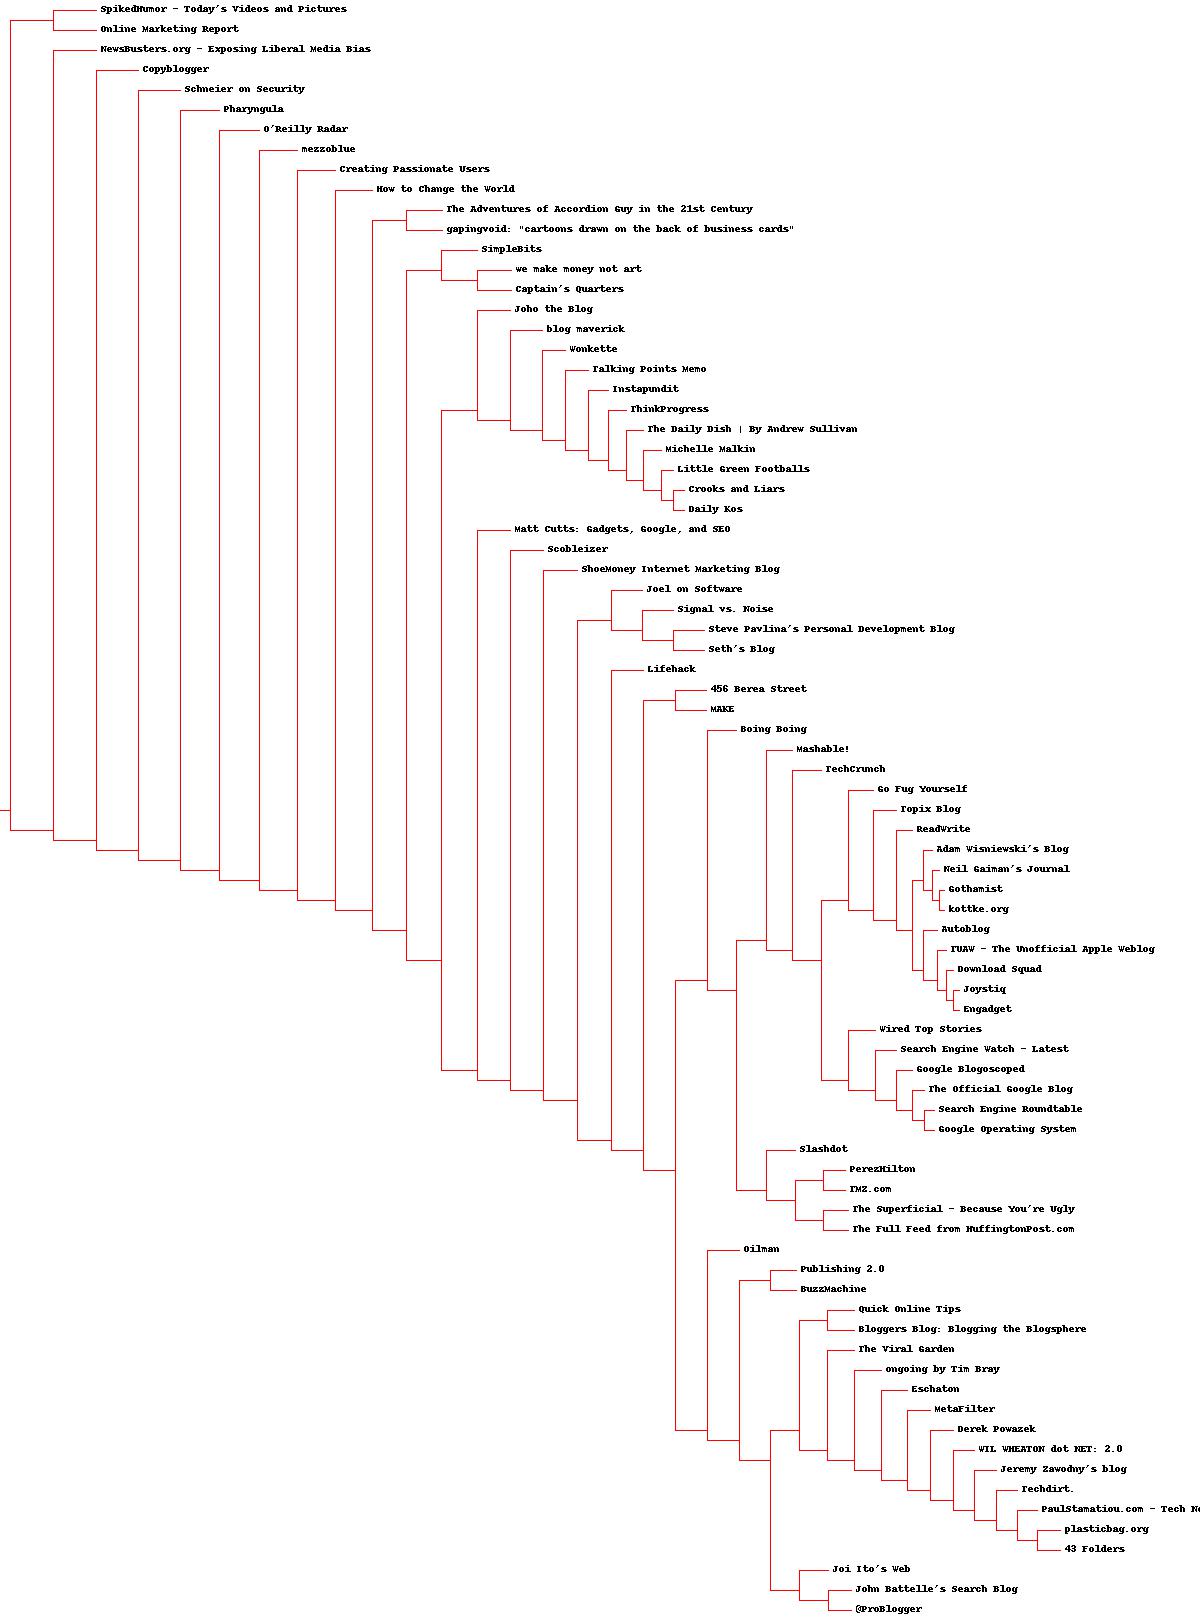 SpikedHumor - Today's Videos and Pictures
Online Marketing Report
NewsBusters.org - Exposing Liberal Media Bias
Copyblogger
Schneier on Security
Pharyngula
O'Reilly Radar
mezzoblue
Creating Passionate Users
How to Change the World
The Adventures of Accordion Guy in the 21st Century
gapingvoid: "cartoons drawn on the back of business cards"
SimpleBits
we make money not art
Captain's Quarters
Joho the Blog
blog maverick
Wonkette
Talking Points Memo
Instapundit
ThinkProgress
The Daily Dish | By Andrew Sullivan
Michelle Malkin
Little Green Footballs
Crooks and Liars
Daily Kos
Matt Cutts: Gadgets, Google, and SEO
Scobleizer
ShoeMoney Internet Marketing Blog
Joel on Software
Signal vs. Noise
Steve Pavlina's Personal Development Blog
Seth's Blog
Lifehack
456 Berea Street
MAKE
Boing Boing
Mashable!
TechCrunch
Go Fug Yourself
Topix Blog
ReadWrite
Adam Wisniewski's Blog
Neil Gaiman's Journal
Gothamist
kottke.org
Autoblog
TUAW - The Unofficial Apple Weblog
Download Squad
Joystiq
Engadget
Wired Top Stories
Search Engine Watch - Latest
Google Blogoscoped
The Official Google Blog
Search Engine Roundtable
Google Operating System
Slashdot
PerezHilton
TMZ.com
The Superficial - Because You're Ugly
The Full Feed from HuffingtonPost.com
Oilman
Publishing 2.0
BuzzMachine
Quick Online Tips
Bloggers Blog: Blogging the Blogsphere
The Viral Garden
ongoing by Tim Bray
Eschaton
MetaFilter
Derek Powazek
WIL WHEATON dot NET: 2.0
Jeremy Zawodny's blog
Techdirt.
PaulStamatiou.com - Tech
plasticbag.org
43 Folders
Joi Ito's Web
John Battelle's Search Blog
@ProBlogger